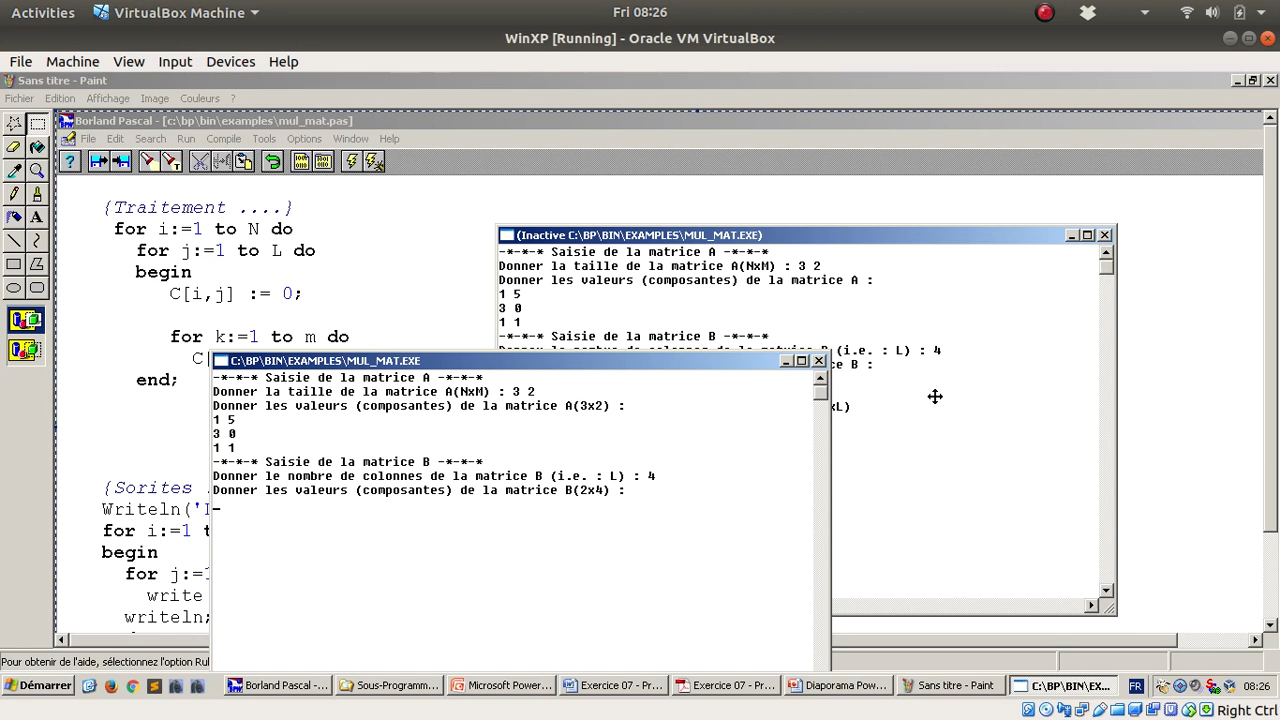 Activities VirtualBox Machine Fri 08:26
WinXP [Running] - Oracle VM VirtualBox
File Machine View Input Devices Help
Sans titre - Paint
Fichier Edition Affichage Image Couleurs ?
Borland Pascal - [c:\bp\bin\examples\mul_mat.pas]
File Edit Search Run Compile Tools Options Window Help
{Traitement ....}
for i:=1 to N do
for j:=1 to L do
begin
C[i,j] := 0;
for k:=1 to m do
C[
end;
{Sorites
Writeln('
for i:=1 t
begin
for j:=1
write
writeln;
(Inactive C:\BP\BIN\EXAMPLES\MUL_MAT.EXE)
-*-*-* Saisie de la matrice A -*-*-*
Donner la taille de la matrice A(NxM) : 3 2
Donner les valeurs (composantes) de la matrice A :
1 5
3 0
1 1
-*-*-* Saisie de la matrice B -*-*-*
(i.e. : L) : 4
ce B :
xL)
C:\BP\BIN\EXAMPLES\MUL_MAT.EXE
-*-*-* Saisie de la matrice A -*-*-*
Donner la taille de la matrice A(NxM) : 3 2
Donner les valeurs (composantes) de la matrice A(3x2) :
1 5
3 0
1 1
-*-*-* Saisie de la matrice B -*-*-*
Donner le nombre de colonnes de la matrice B (i.e. : L) : 4
Donner les valeurs (composantes) de la matrice B(2x4) :
Pour obtenir de l'aide, sélectionnez l'option Ru
Démarrer Borland Pascal -... Sous-Programm... Microsoft Power... Exercice 07 - Pr... Exercice 07 - Pr... Diaporama Pow... Sans titre - Paint C:\BP\BIN\EX... FR 08:26
Right Ctrl